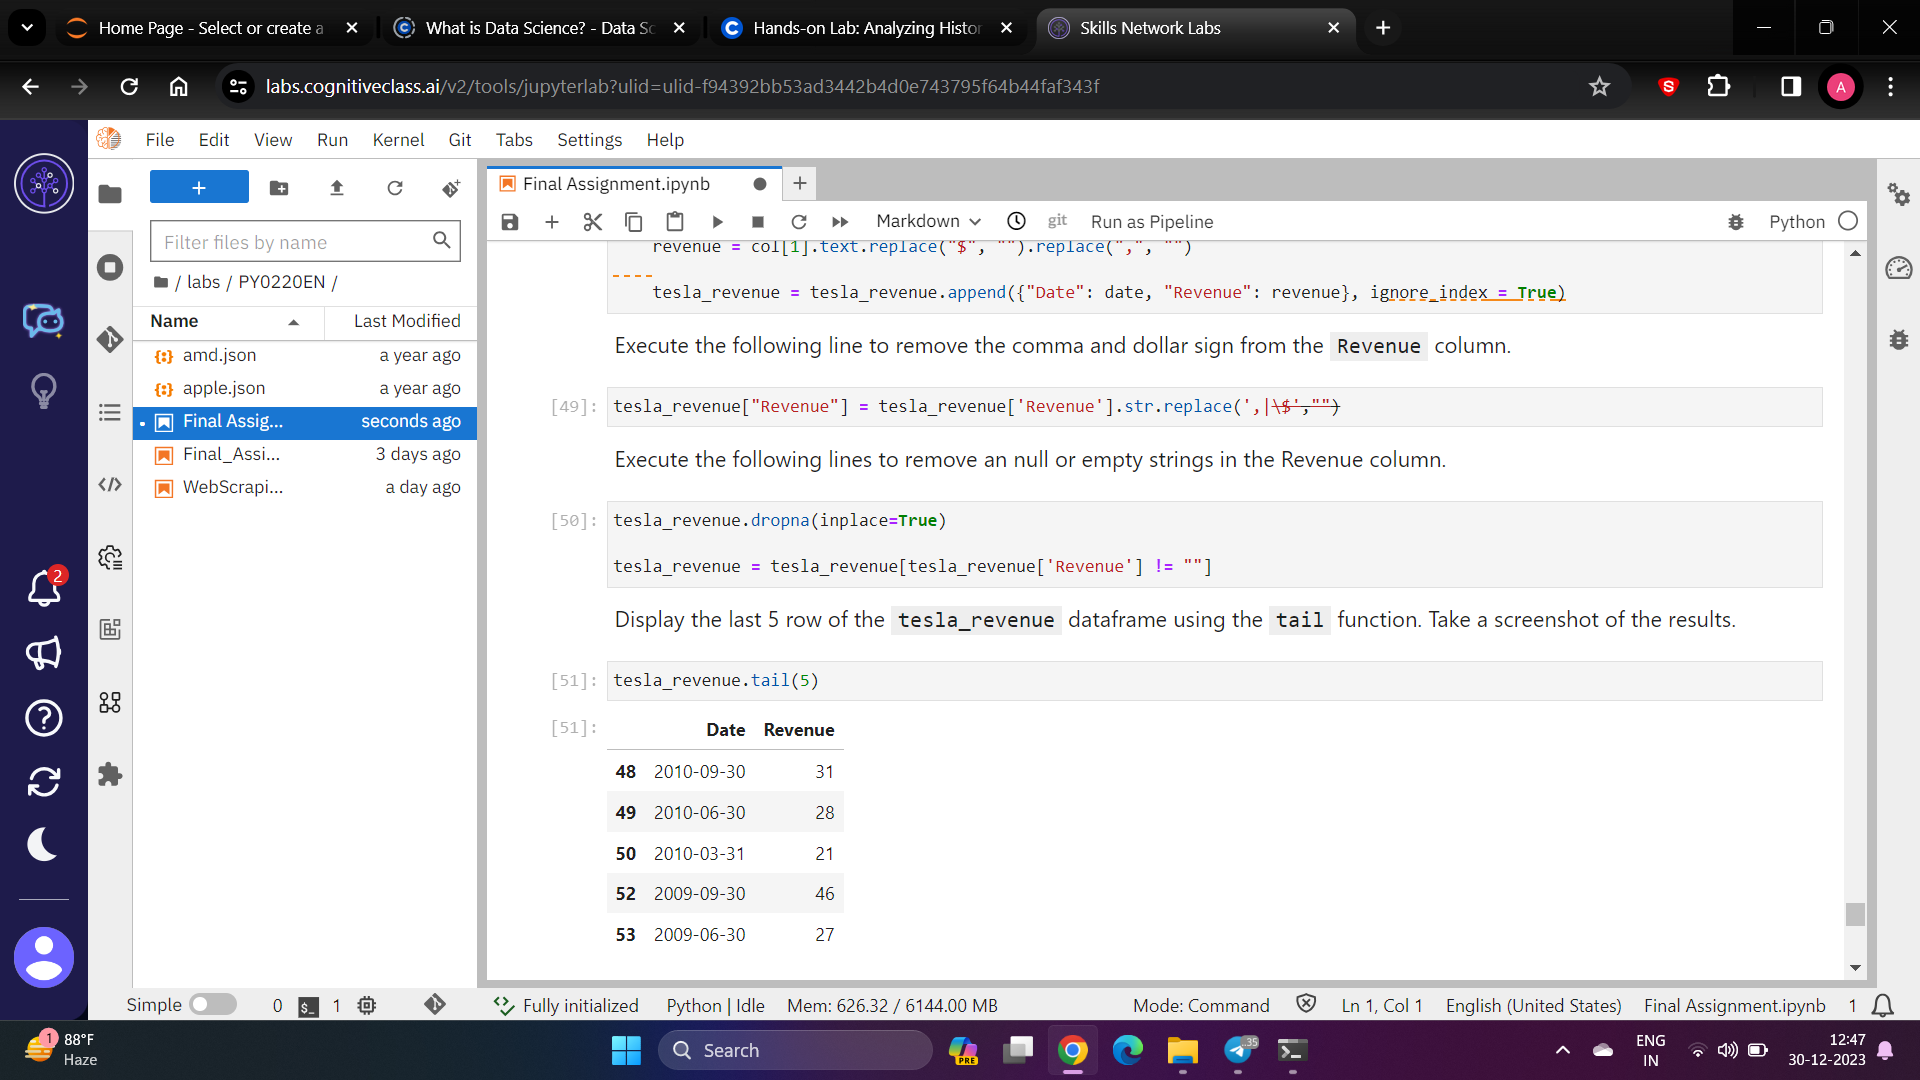 Home Page - Select or create a
What is Data Science? - Data Sc
Hands-on Lab: Analyzing Histor
Skills Network Labs
labs.cognitiveclass.ai/v2/tools/jupyterlab?ulid=ulid-f94392bb53ad3442b4d0e743795f64b44faf343f
S
A
File Edit View Run Kernel Git Tabs Settings Help
Final Assignment.ipynb
Filter files by name
/ labs / PY0220EN /
Name Last Modified
amd.json a year ago
apple.json a year ago
Final Assig... seconds ago
Final_Assi... 3 days ago
WebScrapi... a day ago
2
Markdown git Run as Pipeline Python
revenue = col[1].text.replace("$", "").replace(",", "")
tesla_revenue = tesla_revenue.append({"Date": date, "Revenue": revenue}, ignore_index = True)
Execute the following line to remove the comma and dollar sign from the Revenue column.
[49]: tesla_revenue["Revenue"] = tesla_revenue['Revenue'].str.replace(',|\$',"")
Execute the following lines to remove an null or empty strings in the Revenue column.
[50]: tesla_revenue.dropna(inplace=True)
tesla_revenue = tesla_revenue[tesla_revenue['Revenue'] != ""]
Display the last 5 row of the tesla_revenue dataframe using the tail function. Take a screenshot of the results.
[51]: tesla_revenue.tail(5)
[51]: Date Revenue
48 2010-09-30 31
49 2010-06-30 28
50 2010-03-31 21
52 2009-09-30 46
53 2009-06-30 27
Simple 0 $_ 1 Fully initialized Python | Idle Mem: 626.32 / 6144.00 MB Mode: Command Ln 1, Col 1 English (United States) Final Assignment.ipynb 1
1
88°F
Haze
Search
PRE
35
ENG
IN
12:47
30-12-2023